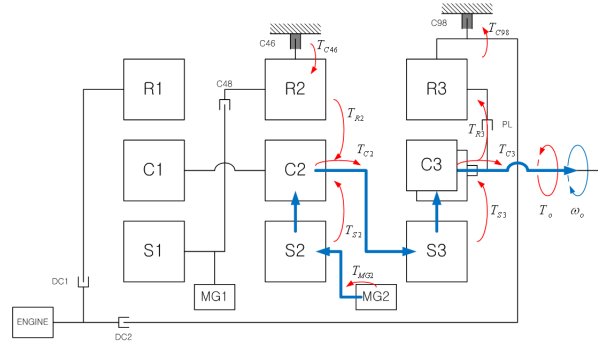 C46
T_C46
C98
T_C98
R1
C48
R2
R3
T_R2
T_R3
PL
C1
C2
T_C2
C3
T_C3
T_o
ω_o
S1
S2
T_S2
S3
T_S3
DC1
MG1
T_MG2
MG2
ENGINE
DC2